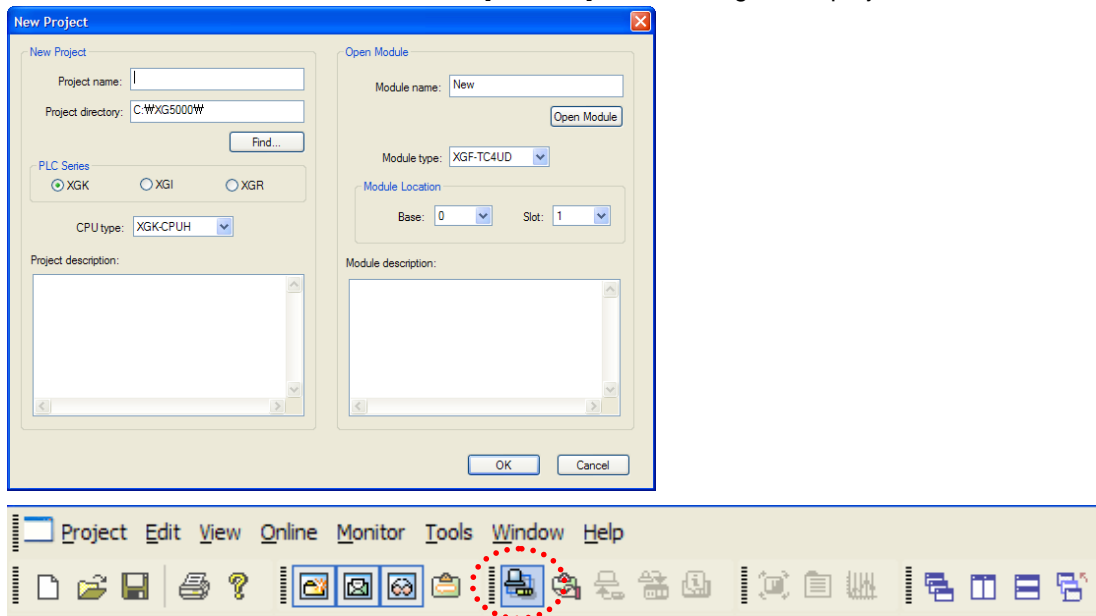 New Project
New Project
Project name:
Project directory: C:₩XG5000₩
Find...
PLC Series
XGK XGI XGR
CPU type: XGK-CPUH
Project description:
Open Module
Module name: New
Open Module
Module type: XGF-TC4UD
Module Location
Base: 0 Slot: 1
Module description:
OK Cancel
Project Edit View Online Monitor Tools Window Help